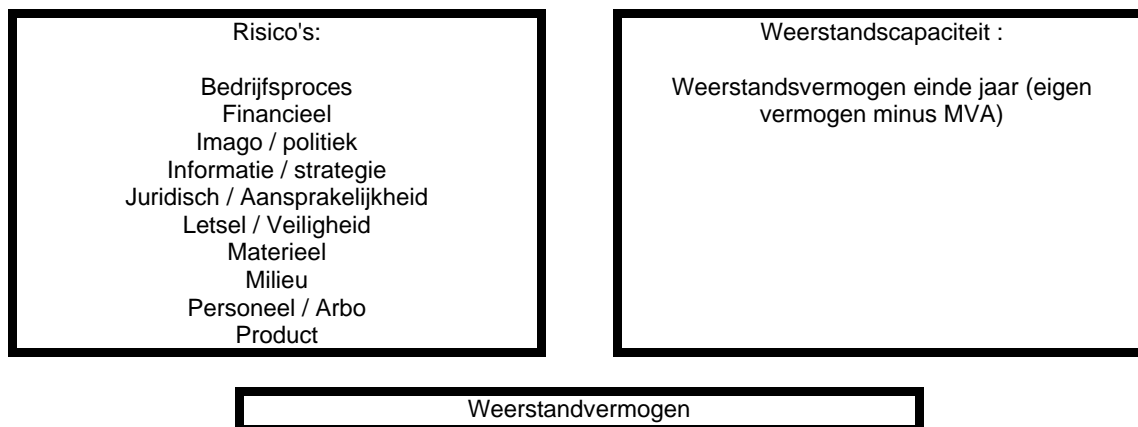 Risico's:
Bedrijfsproces
Financieel
Imago / politiek
Informatie / strategie
Juridisch / Aansprakelijkheid
Letsel / Veiligheid
Materieel
Milieu
Personeel / Arbo
Product
Weerstandscapaciteit :
Weerstandsvermogen einde jaar (eigen
vermogen minus MVA)
Weerstandvermogen